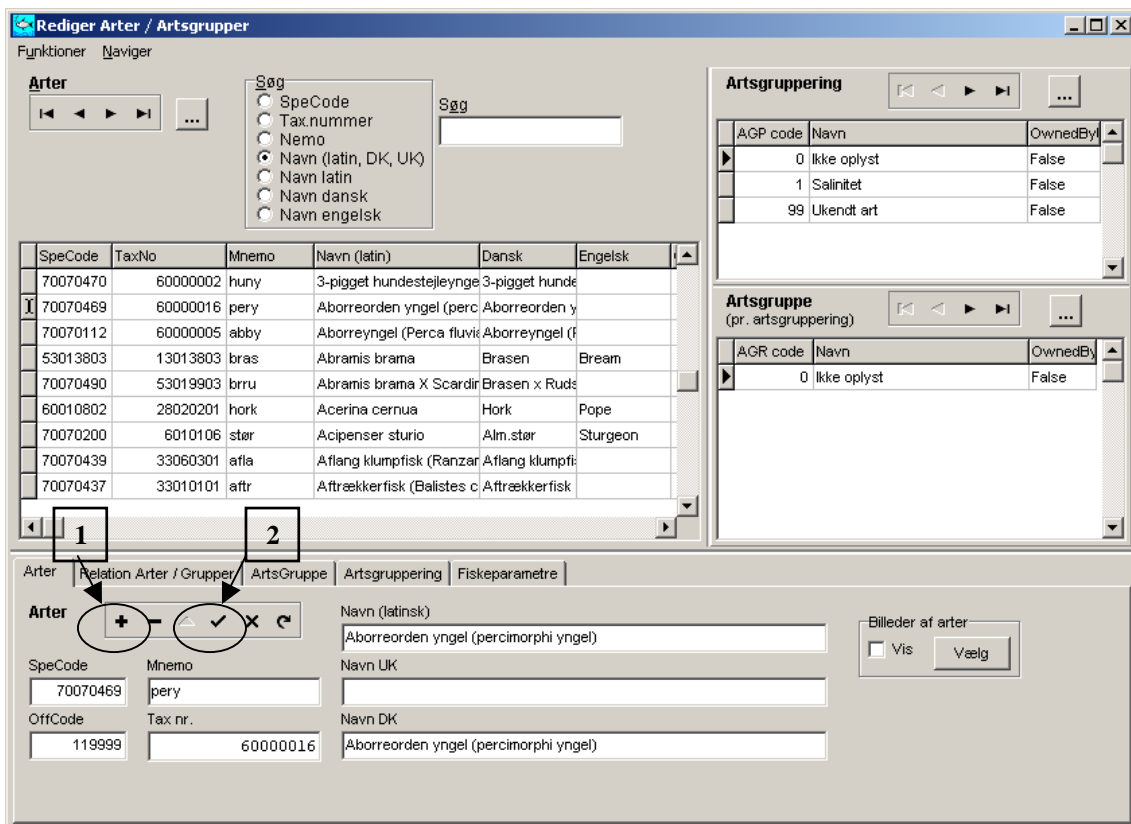 Rediger Arter / Artsgrupper
Funktioner Naviger
Arter
...
Søg
SpeCode
Tax.nummer
Nemo
Navn (latin, DK, UK)
Navn latin
Navn dansk
Navn engelsk
Søg
SpeCode TaxNo Mnemo Navn (latin) Dansk Engelsk
70070470 60000002 huny 3-pigget hundestejleynge 3-pigget hunde
70070469 60000016 pery Aborreorden yngel (perc Aborreorden y
70070112 60000005 abby Aborreyngel (Perca fluvia Aborreyngel (F
53013803 13013803 bras Abramis brama Brasen Bream
70070490 53019903 brru Abramis brama X Scardin Brasen x Ruds
60010802 28020201 hork Acerina cernua Hork Pope
70070200 6010106 stør Acipenser sturio Alm.stør Sturgeon
70070439 33060301 afla Aflang klumpfisk (Ranzan Aflang klumpfi
70070437 33010101 aftr Aftrækkerfisk (Balistes c Aftrækkerfisk
Artsgruppering
...
AGP code Navn OwnedByI
0 Ikke oplyst False
1 Salinitet False
99 Ukendt art False
Artsgruppe
(pr. artsgruppering)
...
AGR code Navn OwnedBy
0 Ikke oplyst False
1 2
Arter Relation Arter / Grupper ArtsGruppe Artsgruppering Fiskeparametre
Arter
Navn (latinsk)
Aborreorden yngel (percimorphi yngel)
SpeCode Mnemo Navn UK
70070469 pery
OffCode Tax nr. Navn DK
119999 60000016 Aborreorden yngel (percimorphi yngel)
Billeder af arter
Vis Vælg